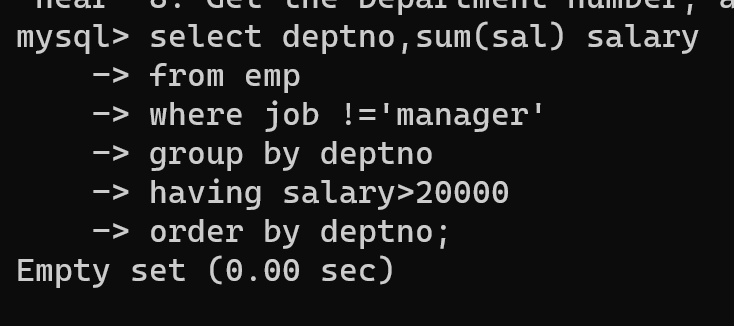 near '8. Get the Department number, a
mysql> select deptno,sum(sal) salary
    -> from emp
    -> where job !='manager'
    -> group by deptno
    -> having salary>20000
    -> order by deptno;
Empty set (0.00 sec)